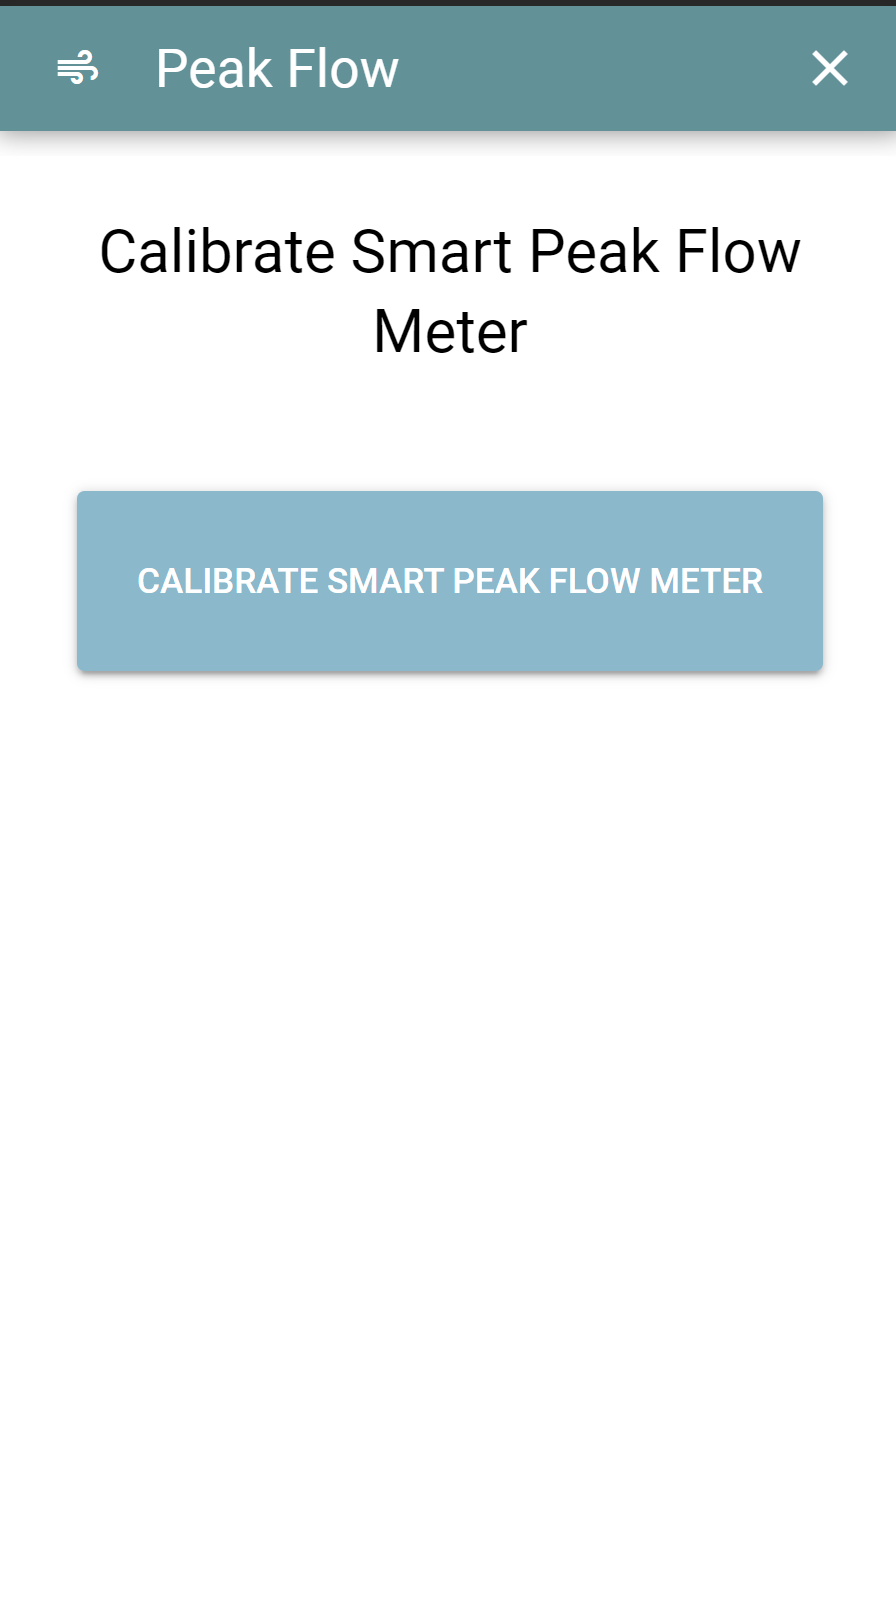 Peak Flow
Calibrate Smart Peak Flow
Meter
CALIBRATE SMART PEAK FLOW METER